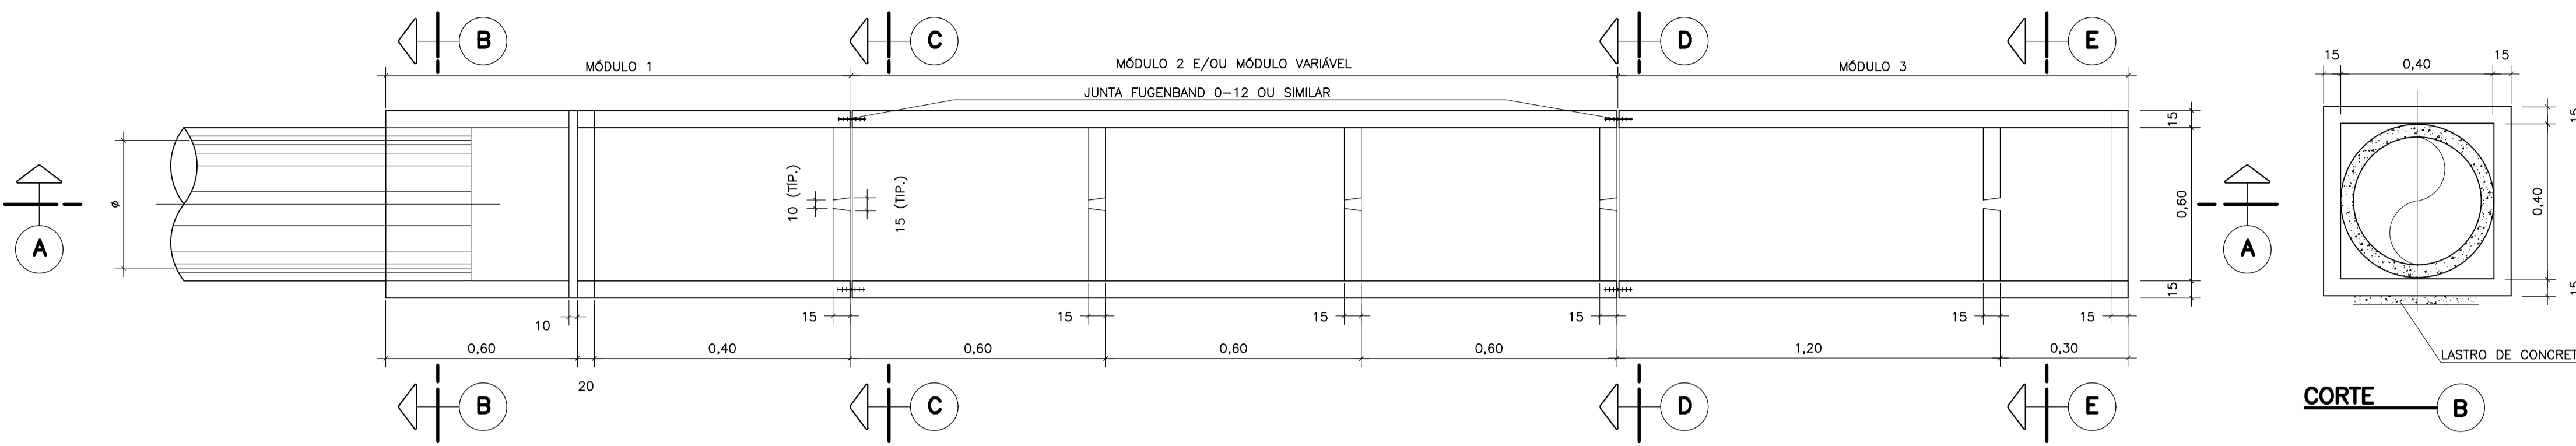 B
C
D
E
MÓDULO 1
MÓDULO 2 E/OU MÓDULO VARIÁVEL
MÓDULO 3
JUNTA FUGENBAND O-12 OU SIMILAR
15
0,40
15
15
0,40
15
15
0,60
15
ø
10 (TÍP.)
15 (TÍP.)
A
A
10
15
15
15
15
15
15
0,60
0,40
0,60
0,60
0,60
1,20
0,30
20
LASTRO DE CONCRET
B
C
D
E
CORTE B